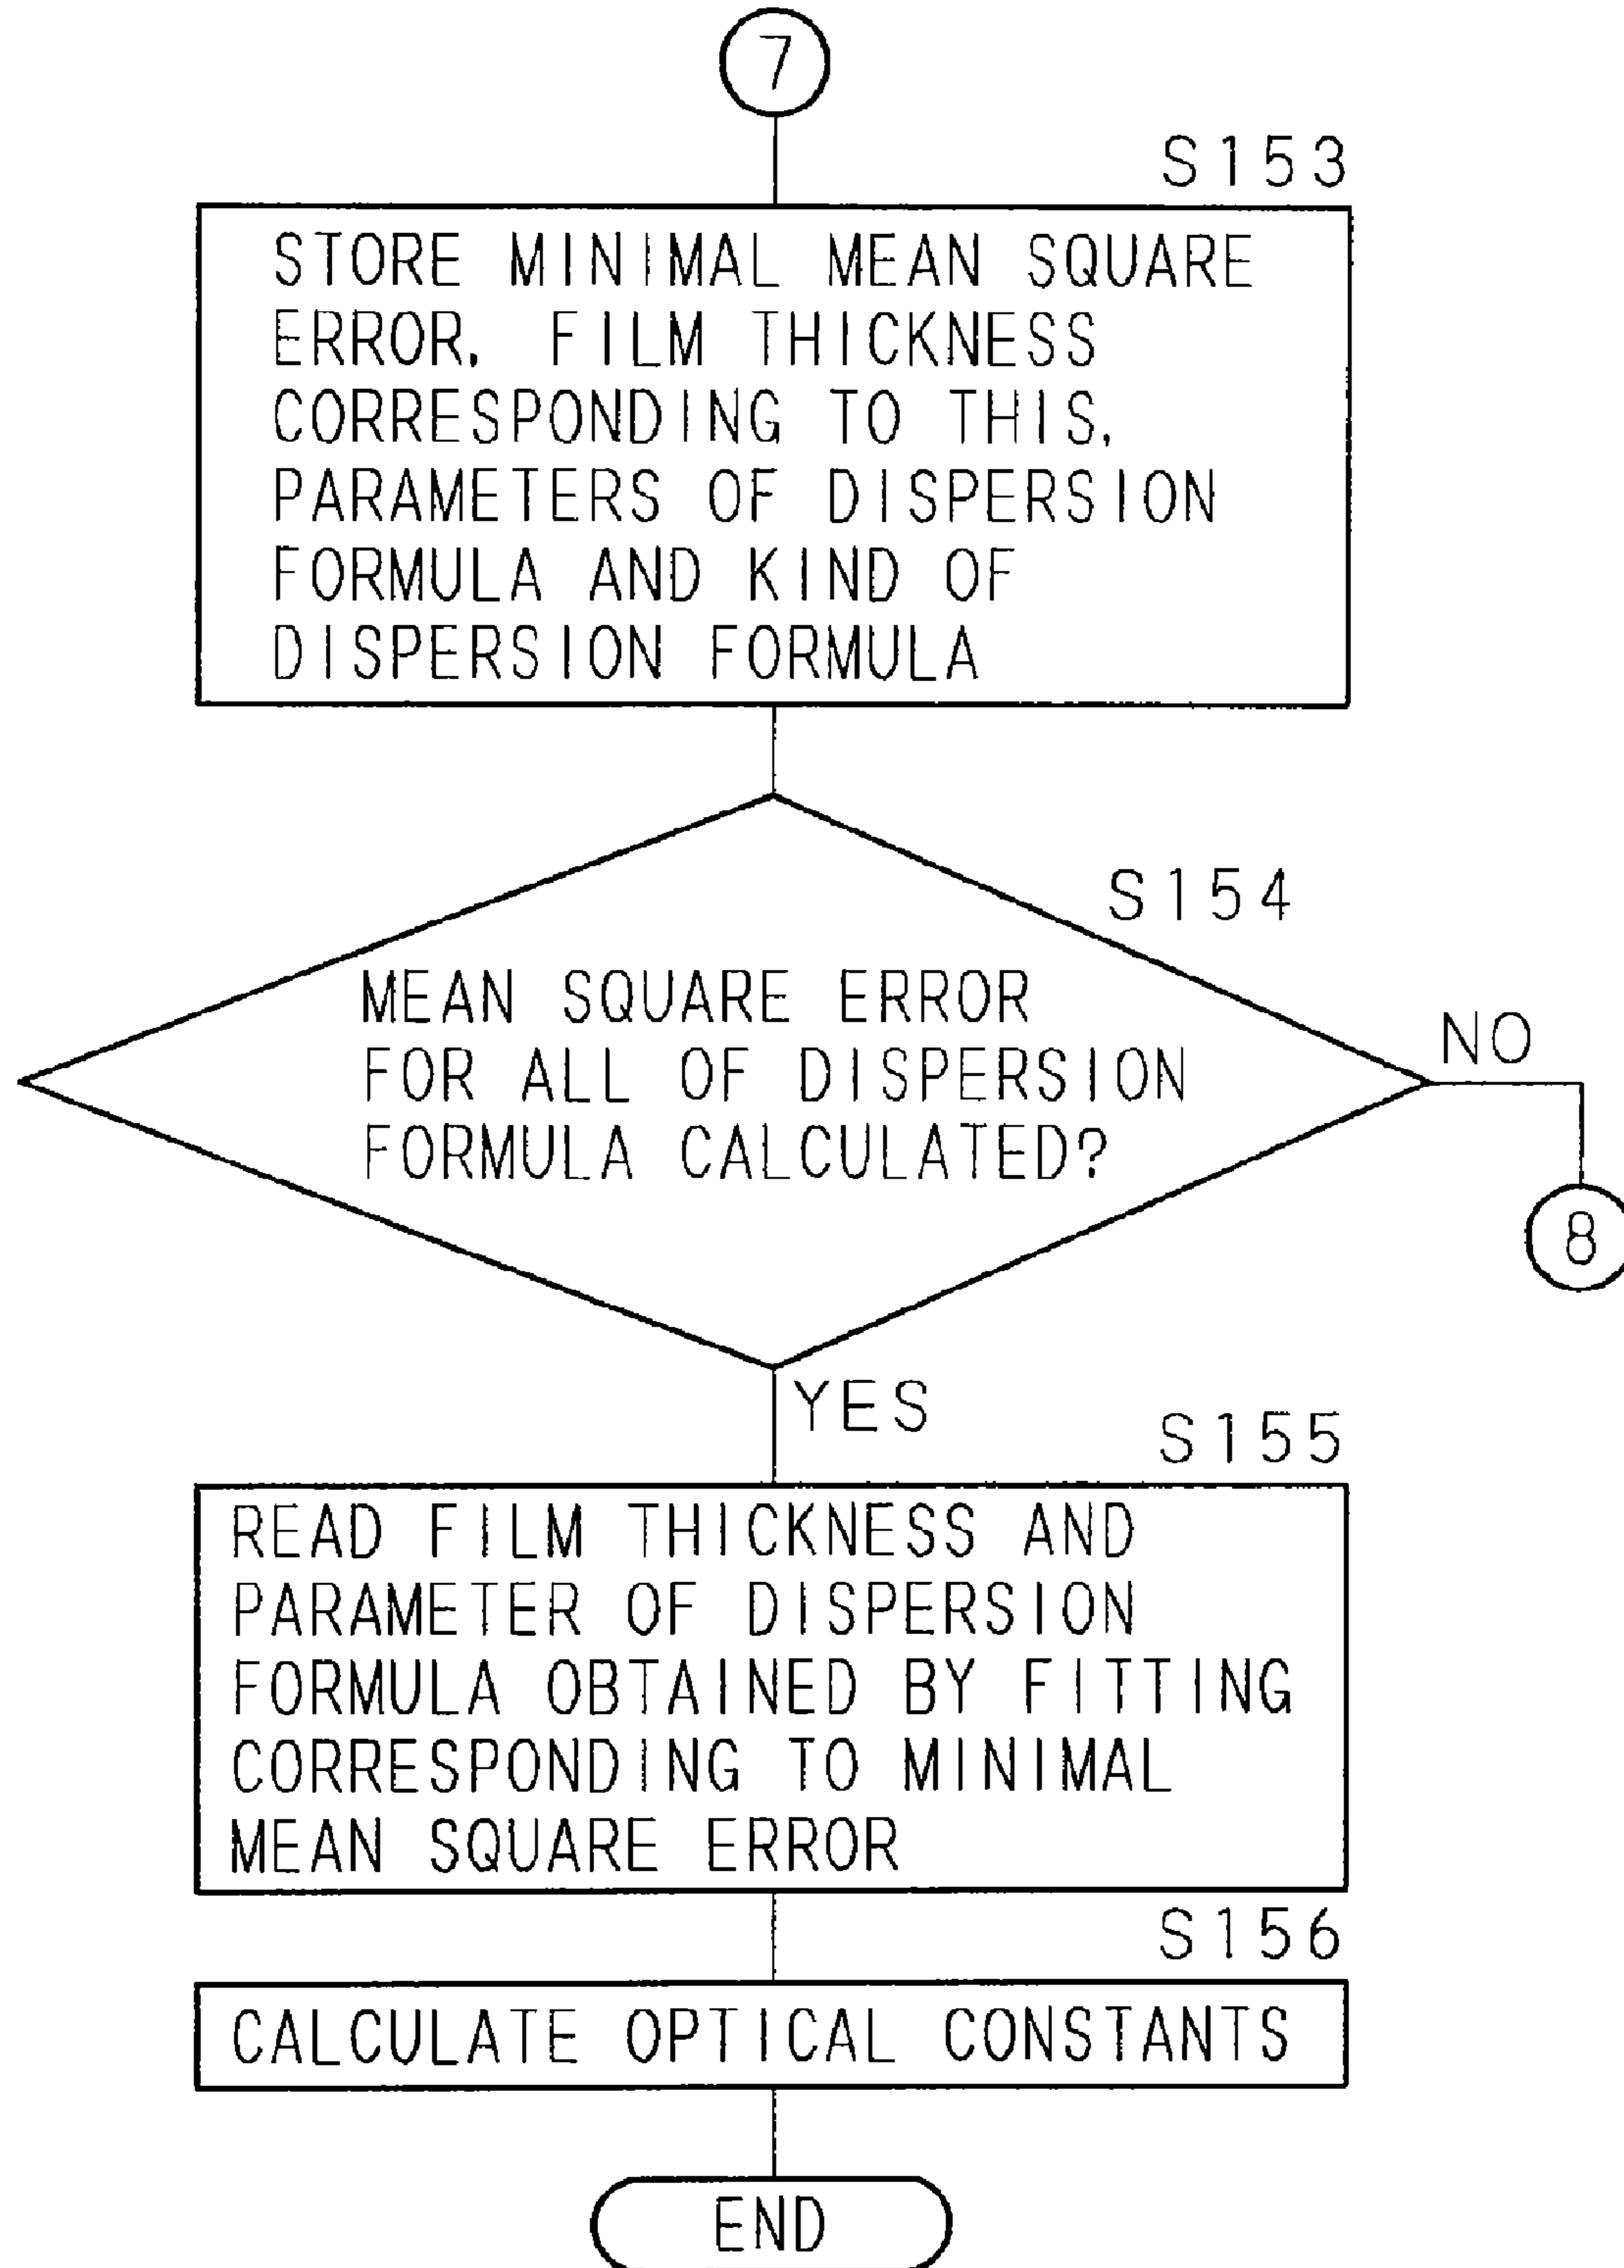 7
S153
STORE MINIMAL MEAN SQUARE
ERROR, FILM THICKNESS
CORRESPONDING TO THIS,
PARAMETERS OF DISPERSION
FORMULA AND KIND OF
DISPERSION FORMULA
S154
MEAN SQUARE ERROR
FOR ALL OF DISPERSION
FORMULA CALCULATED?
NO
8
YES
S155
READ FILM THICKNESS AND
PARAMETER OF DISPERSION
FORMULA OBTAINED BY FITTING
CORRESPONDING TO MINIMAL
MEAN SQUARE ERROR
S156
CALCULATE OPTICAL CONSTANTS
END